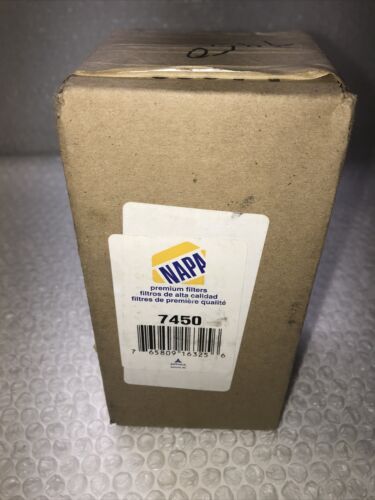 NAPA
premium filters
filtros de alta calidad
filtres de première qualité
7450
7 65809 16325 6